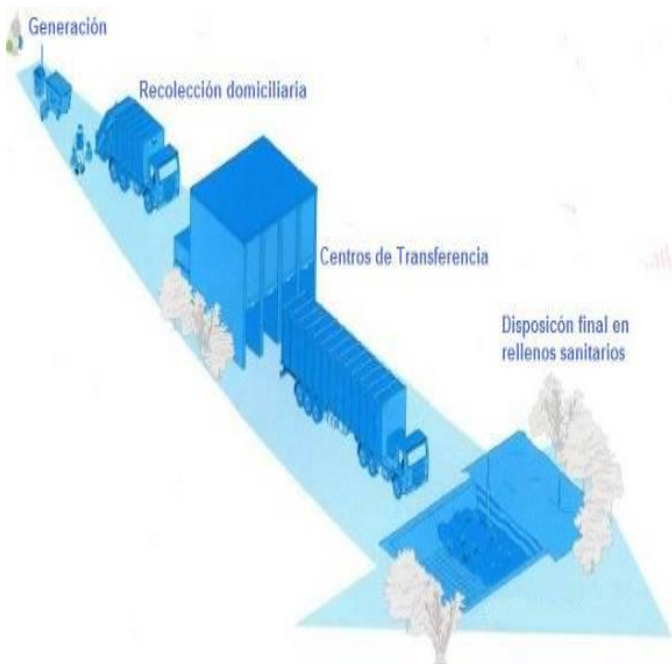 Generación
Recolección domiciliaria
Centros de Transferencia
Disposicón final en
rellenos sanitarios